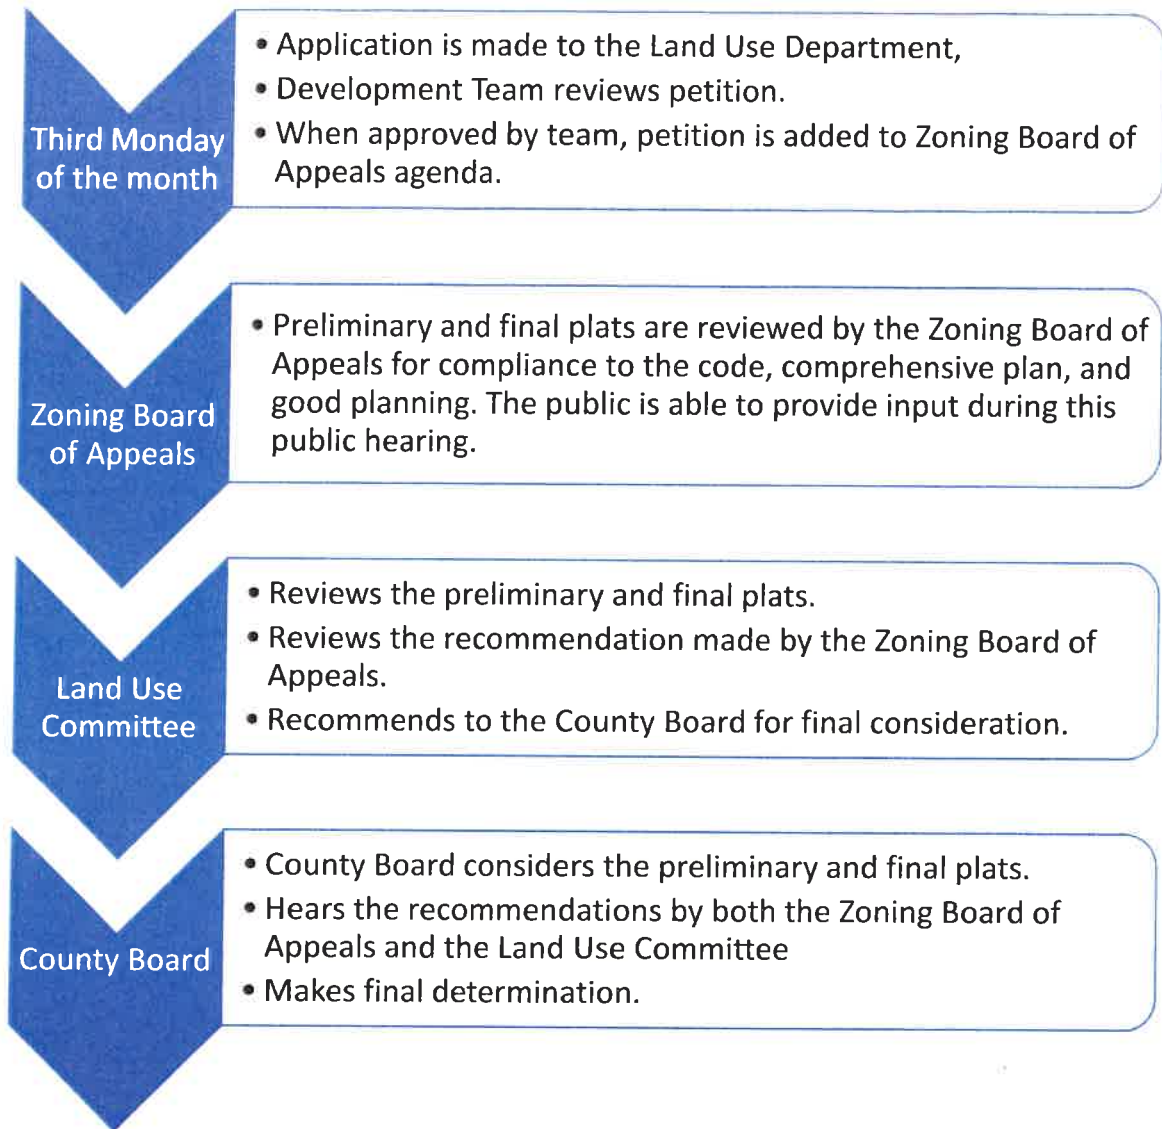 Third Monday
of the month
• Application is made to the Land Use Department,
• Development Team reviews petition.
• When approved by team, petition is added to Zoning Board of
Appeals agenda.
Zoning Board
of Appeals
• Preliminary and final plats are reviewed by the Zoning Board of
Appeals for compliance to the code, comprehensive plan, and
good planning. The public is able to provide input during this
public hearing.
Land Use
Committee
• Reviews the preliminary and final plats.
• Reviews the recommendation made by the Zoning Board of
Appeals.
• Recommends to the County Board for final consideration.
County Board
• County Board considers the preliminary and final plats.
• Hears the recommendations by both the Zoning Board of
Appeals and the Land Use Committee
• Makes final determination.